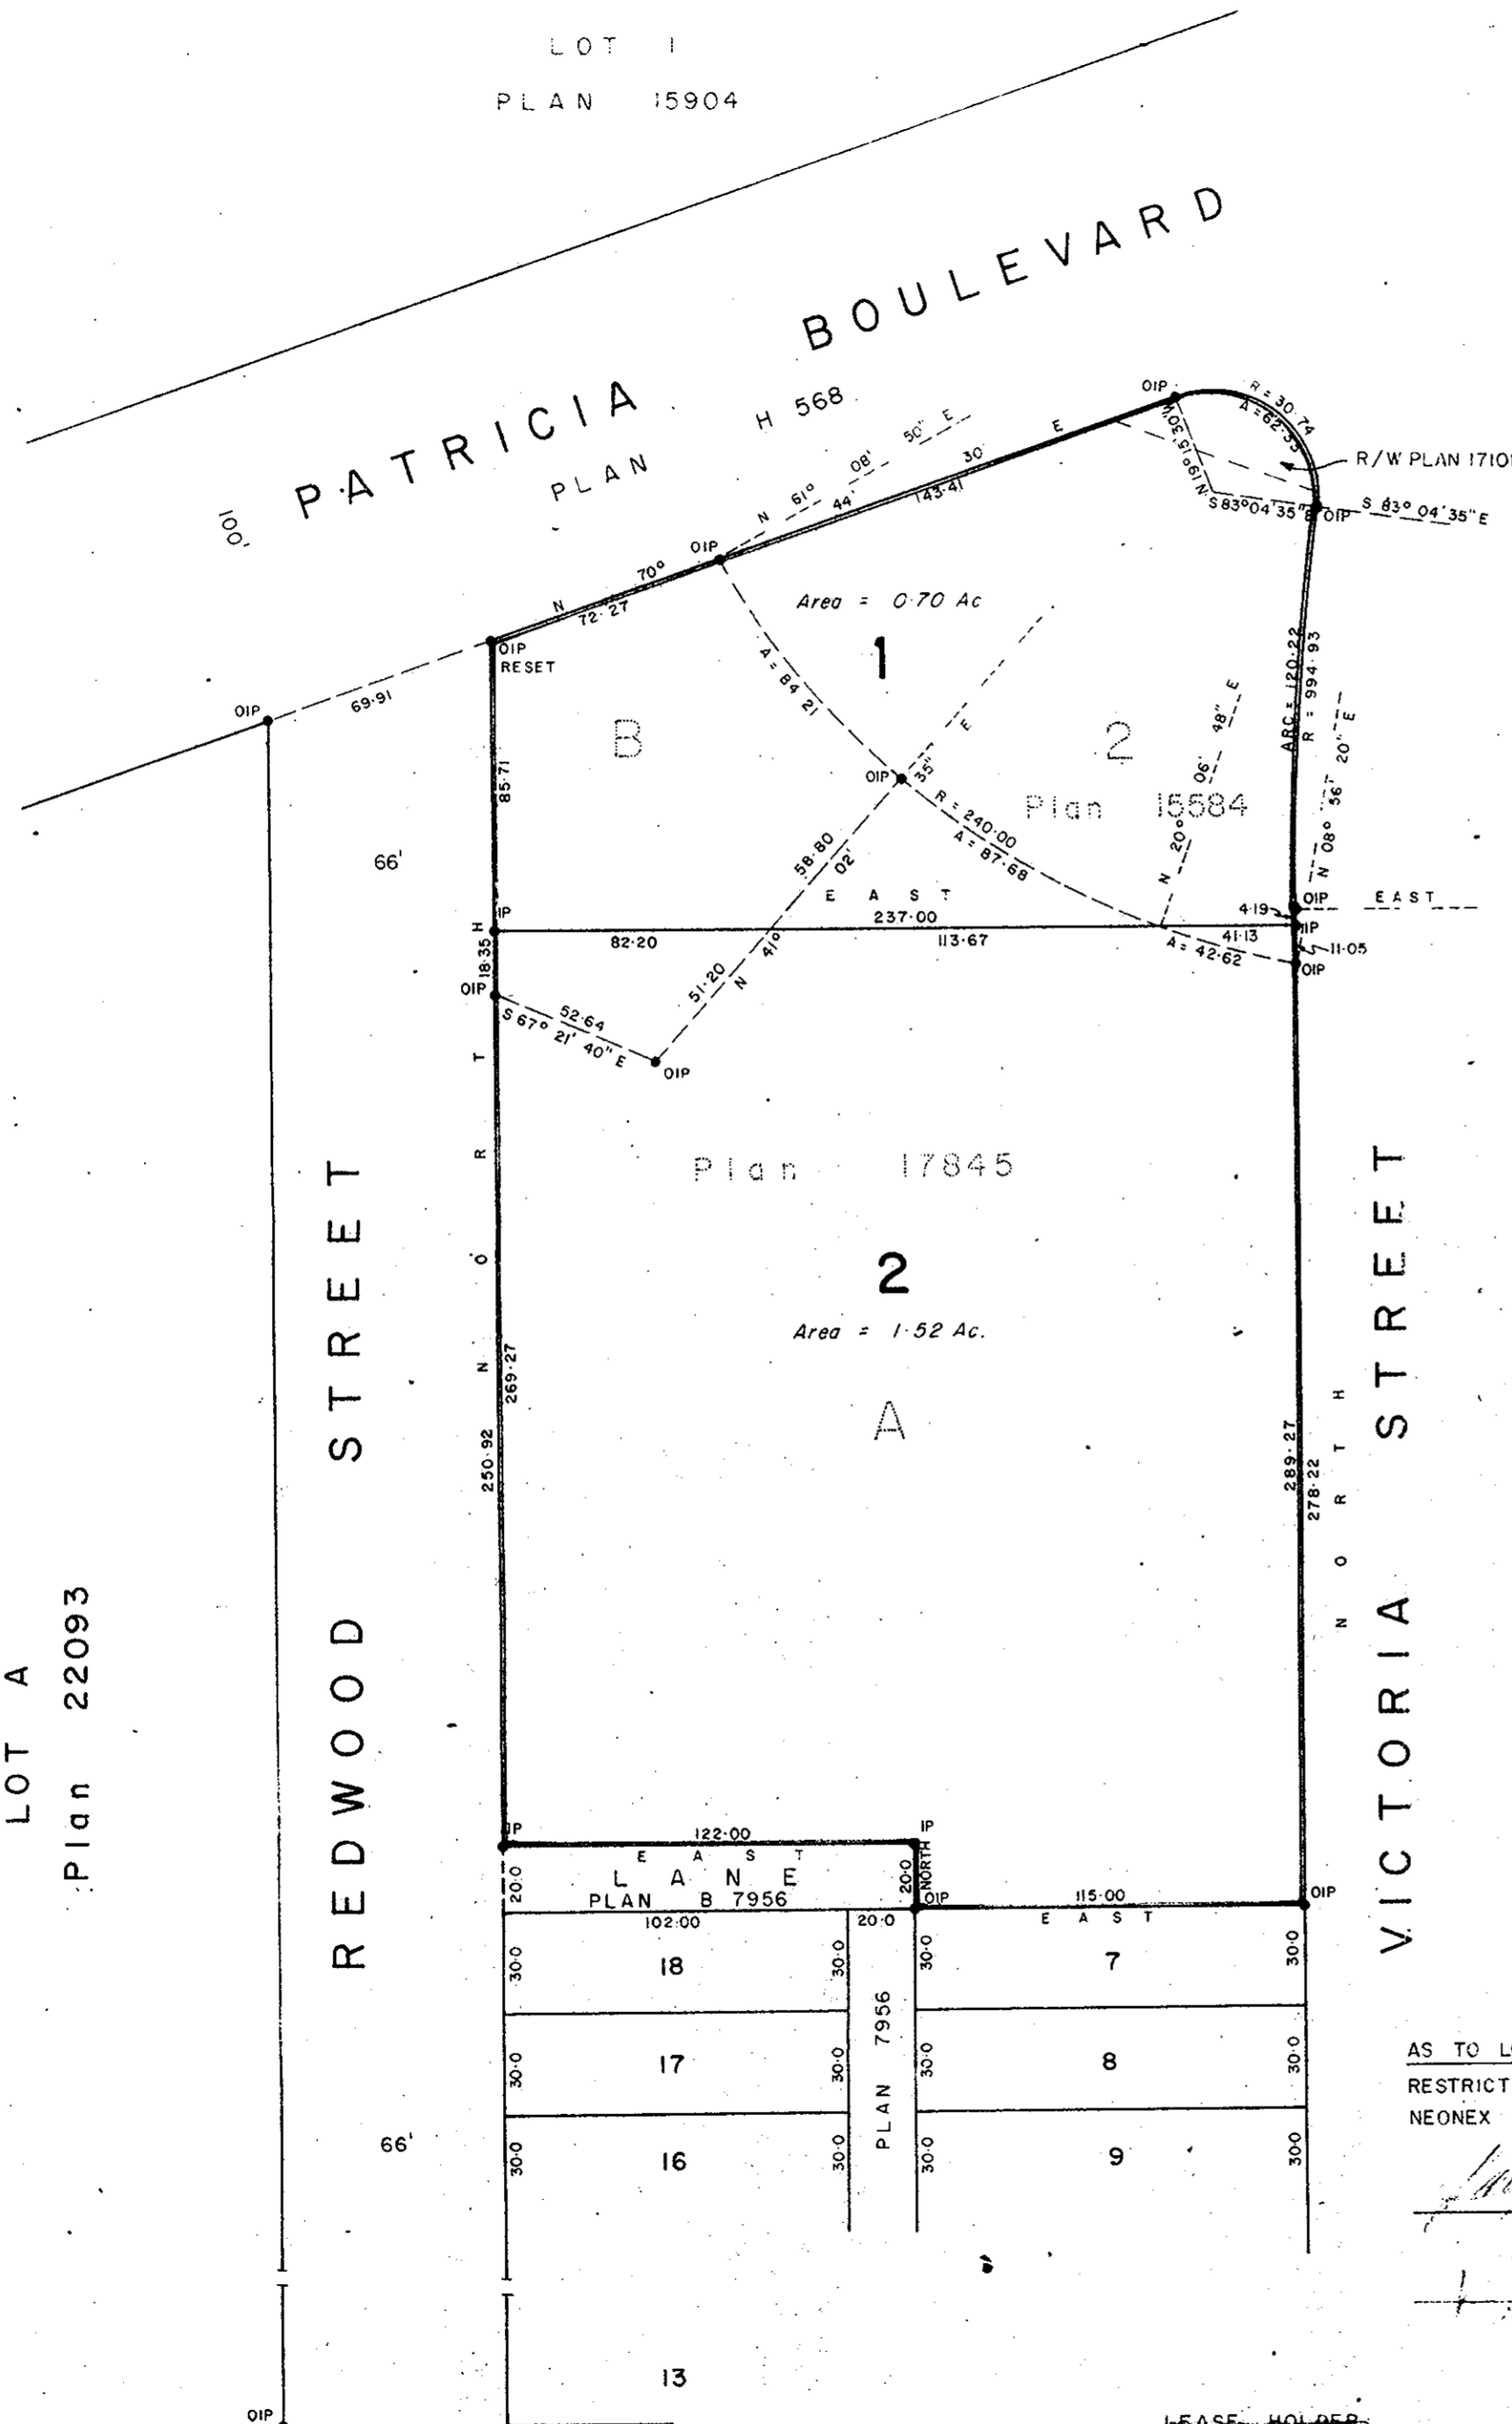 LOT 1
PLAN 15904
PATRICIA BOULEVARD
PLAN H 568
100'
N 61° 08' 50" E
N 70° 44' 30" E
72·27
143·41
OIP
OIP
OIP
RESET
OIP
69·91
R = 30·74
A = 62·53
N 19° 15' 30" W
R/W PLAN 17101
S 83° 04' 35" E
OIP
S 83° 04' 35" E
Area = 0·70 Ac
1
A = 84·21
B
2
Plan 15584
ARC = 120·22
R = 994·93
85·71
66'
OIP
N 41° 02' 35" E
58·80
51·20
R = 240·00
A = 87·68
N 20° 06' 48" E
N 08° 56' 20" E
EAST
237·00
82·20
113·67
41·13
A = 42·62
4·19
OIP
EAST
IP
11·05
OIP
IP
18·35
OIP
52·64
S 67° 21' 40" E
OIP
NORTH
Plan 17845
2
Area = 1·52 Ac.
A
269·27
250·92
289·27
278·22
NORTH
REDWOOD STREET
VICTORIA STREET
LOT A
Plan 22093
IP
122·00
IP
EAST
LANE
PLAN B 7956
20·0
20·0
NORTH
OIP
115·00
OIP
EAST
102·00
20·0
30·0
18
30·0
30·0
7
30·0
PLAN 7956
30·0
17
30·0
30·0
8
30·0
66'
30·0
16
30·0
30·0
9
30·0
13
OIP
AS TO L
RESTRICT
NEONEX
LEASE HOLDER